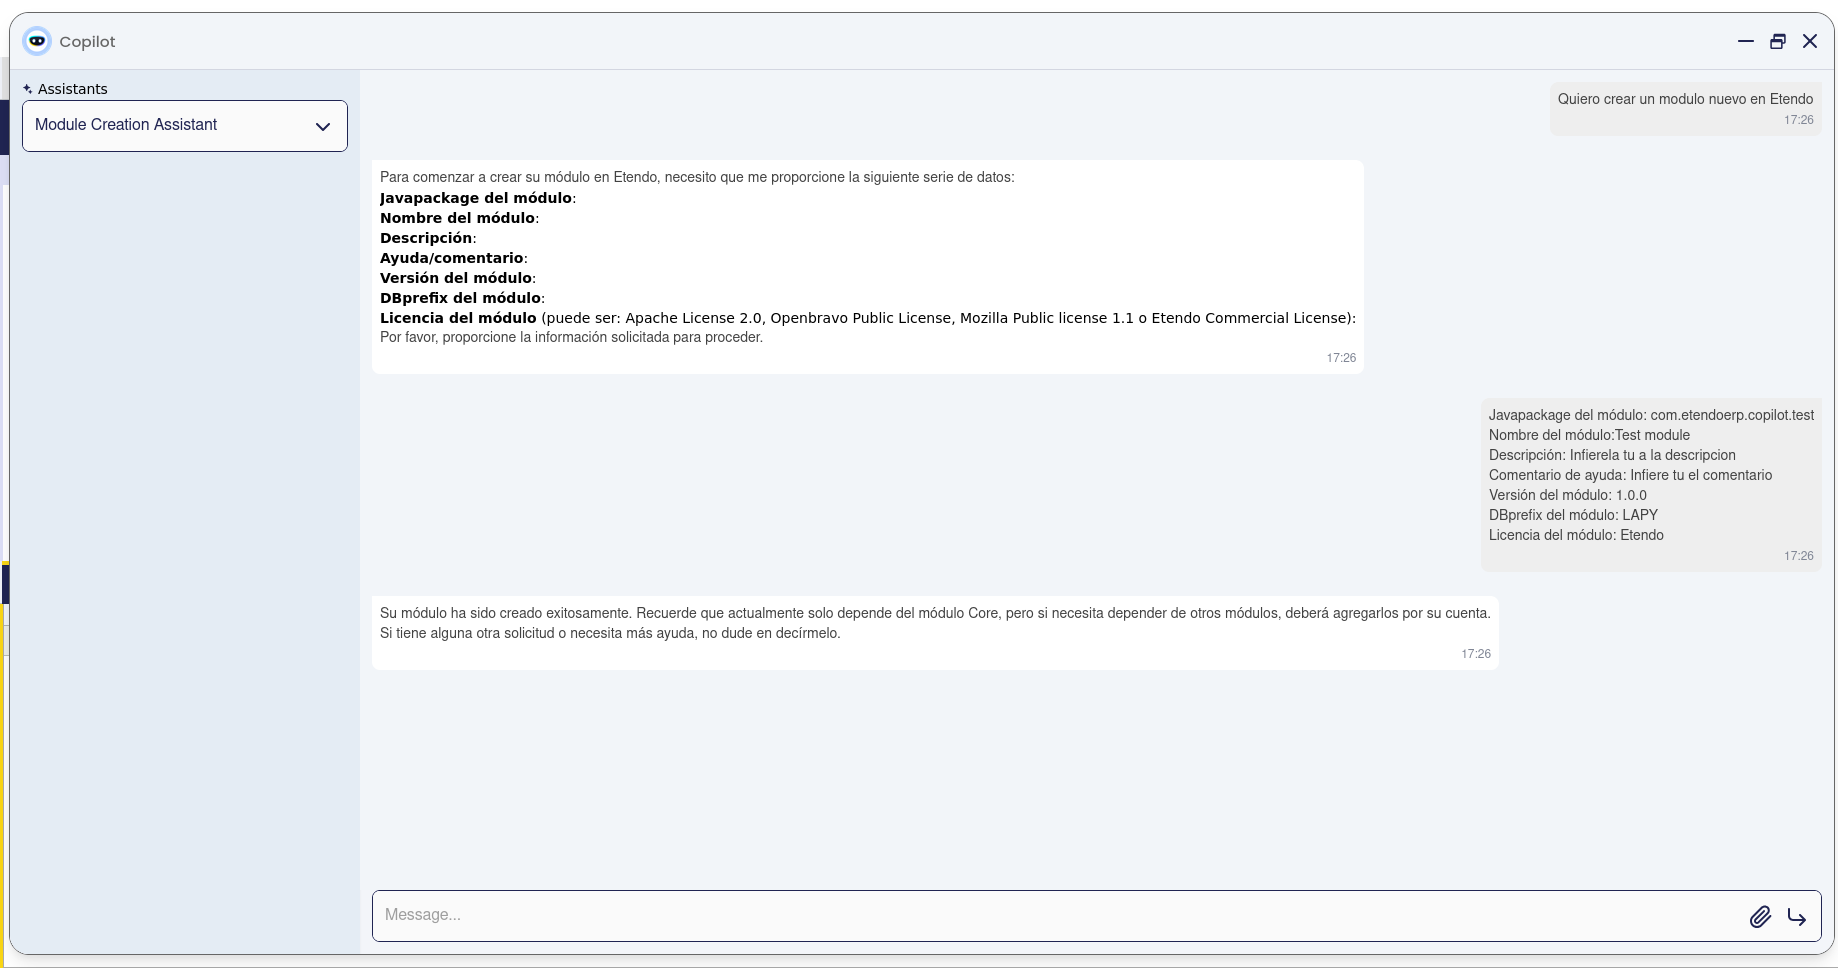 Copilot
Assistants
Module Creation Assistant
Quiero crear un modulo nuevo en Etendo
17:26
Para comenzar a crear su módulo en Etendo, necesito que me proporcione la siguiente serie de datos:
Javapackage del módulo:
Nombre del módulo:
Descripción:
Ayuda/comentario:
Versión del módulo:
DBprefix del módulo:
Licencia del módulo (puede ser: Apache License 2.0, Openbravo Public License, Mozilla Public license 1.1 o Etendo Commercial License):
Por favor, proporcione la información solicitada para proceder.
17:26
Javapackage del módulo: com.etendoerp.copilot.test
Nombre del módulo:Test module
Descripción: Infierela tu a la descripcion
Comentario de ayuda: Infiere tu el comentario
Versión del módulo: 1.0.0
DBprefix del módulo: LAPY
Licencia del módulo: Etendo
17:26
Su módulo ha sido creado exitosamente. Recuerde que actualmente solo depende del módulo Core, pero si necesita depender de otros módulos, deberá agregarlos por su cuenta.
Si tiene alguna otra solicitud o necesita más ayuda, no dude en decírmelo.
17:26
Message...